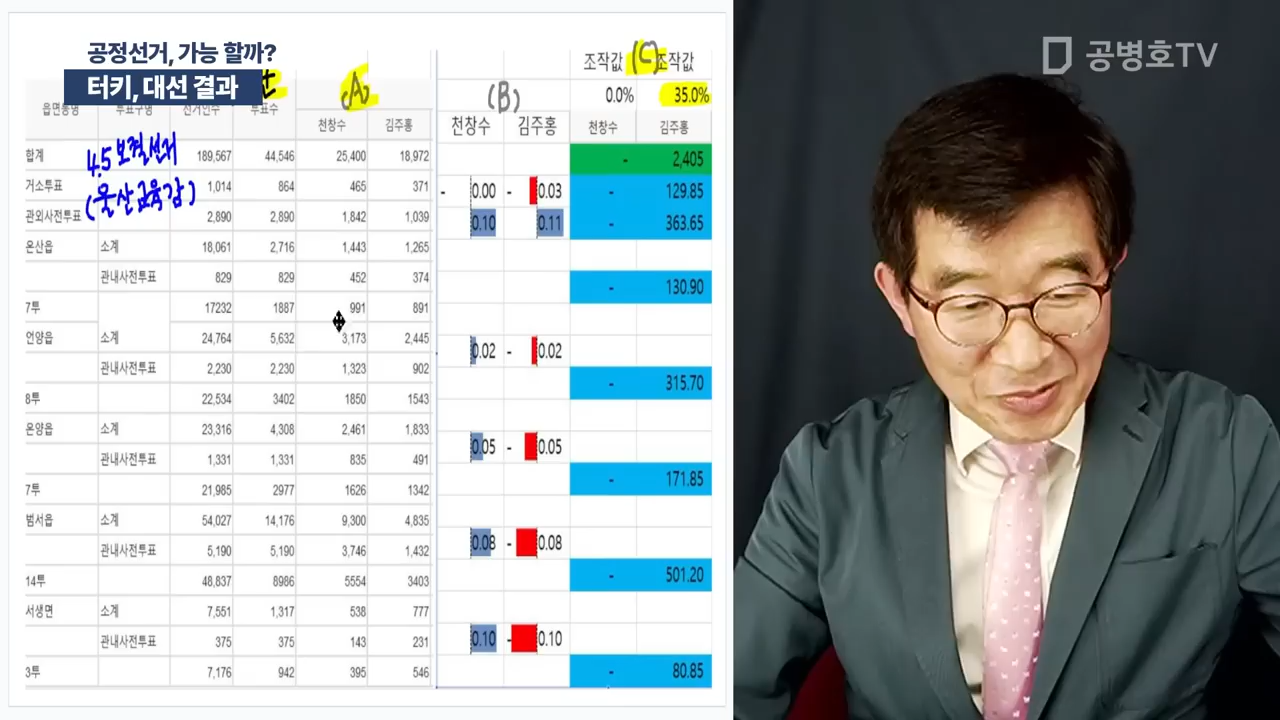 공정선거, 가능 할까?
터키, 대선 결과
공병호TV
(A)
(B)
(C)
조작값 조작값
0.0% 35.0%
읍면동명 투표구명 선거인수 투표수 천창수 김주홍 천창수 김주홍 천창수 김주홍
4.5 보궐선거
(울산교육감)
합계 189,567 44,546 25,400 18,972 - 2,405
거소투표 1,014 864 465 371 - 0.00 - 0.03 - 129.85
관외사전투표 2,890 2,890 1,842 1,039 0.10 0.11 - 363.65
온산읍 소계 18,061 2,716 1,443 1,265
관내사전투표 829 829 452 374 - 130.90
7투 17232 1887 991 891
언양읍 소계 24,764 5,632 3,173 2,445 0.02 - 0.02
관내사전투표 2,230 2,230 1,323 902 - 315.70
8투 22,534 3402 1850 1543
온양읍 소계 23,316 4,308 2,461 1,833 0.05 - 0.05
관내사전투표 1,331 1,331 835 491 - 171.85
7투 21,985 2977 1626 1342
범서읍 소계 54,027 14,176 9,300 4,835 0.08 - 0.08
관내사전투표 5,190 5,190 3,746 1,432 - 501.20
14투 48,837 8986 5554 3403
서생면 소계 7,551 1,317 538 777 0.10 - 0.10
관내사전투표 375 375 143 231
3투 7,176 942 395 546 - 80.85